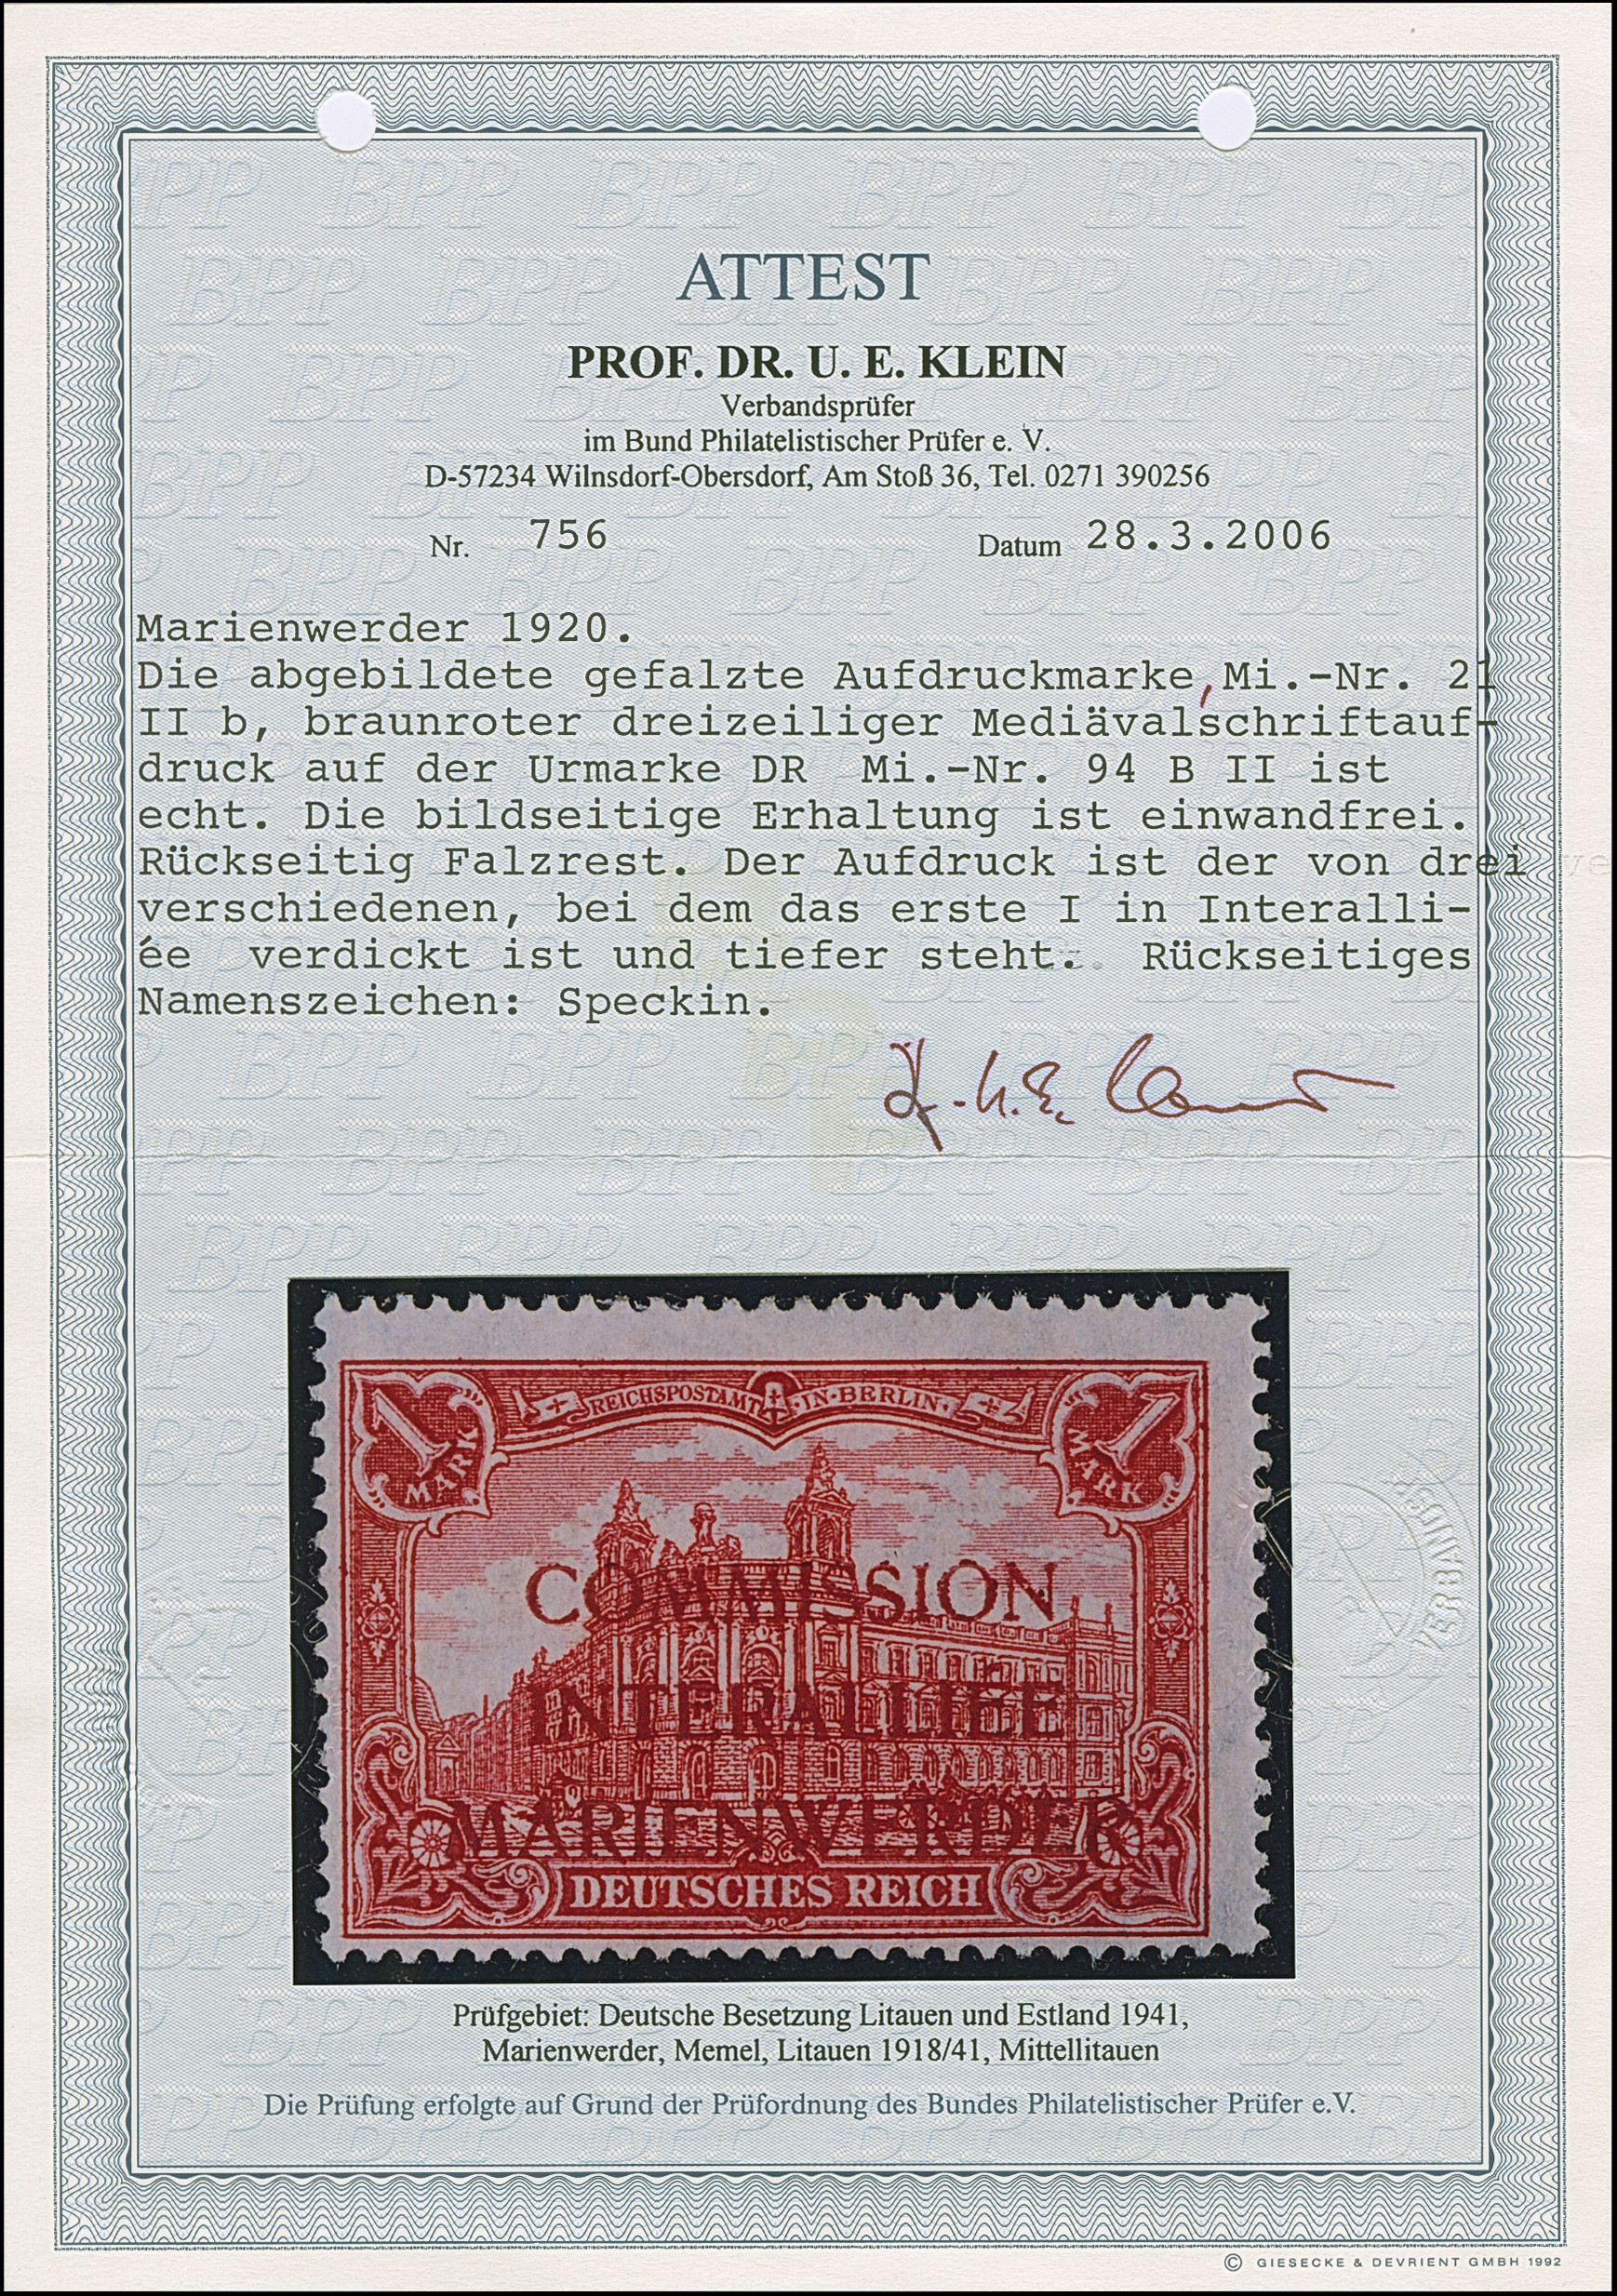 ATTEST
PROF. DR. U. E. KLEIN
Verbandsprüfer
im Bund Philatelistischer Prüfer e. V.
D-57234 Wilnsdorf-Obersdorf, Am Stoß 36, Tel. 0271 390256
Nr. 756 Datum 28.3.2006
Marienwerder 1920.
Die abgebildete gefalzte Aufdruckmarke, Mi.-Nr. 21
II b, braunroter dreizeiliger Mediävalschriftauf-
druck auf der Urmarke DR Mi.-Nr. 94 B II ist
echt. Die bildseitige Erhaltung ist einwandfrei.
Rückseitig Falzrest. Der Aufdruck ist der von drei
verschiedenen, bei dem das erste I in Interalli-
ée verdickt ist und tiefer steht. Rückseitiges
Namenszeichen: Speckin.
REICHSPOSTAMT · IN · BERLIN ·
1 MARK
1 MARK
COMMISSION
INTERALLIÉE
MARIENWERDER
DEUTSCHES REICH
VERBANDSP
Prüfgebiet: Deutsche Besetzung Litauen und Estland 1941,
Marienwerder, Memel, Litauen 1918/41, Mittellitauen
Die Prüfung erfolgte auf Grund der Prüfordnung des Bundes Philatelistischer Prüfer e.V.
© GIESECKE & DEVRIENT GMBH 1992